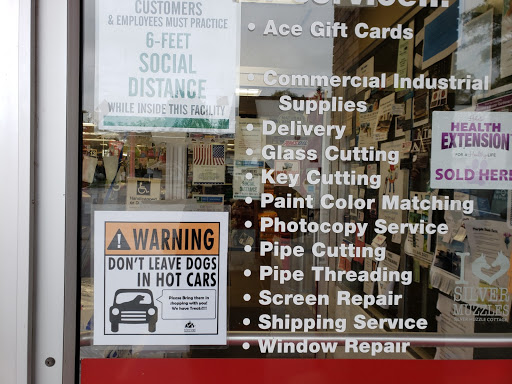 CUSTOMERS
& EMPLOYEES MUST PRACTICE
6-FEET
SOCIAL
DISTANCE
WHILE INSIDE THIS FACILITY
• Ace Gift Cards
• Commercial Industrial
Supplies
• Delivery
• Glass Cutting
• Key Cutting
• Paint Color Matching
• Photocopy Service
• Pipe Cutting
• Pipe Threading
• Screen Repair
• Shipping Service
• Window Repair
HEALTH
EXTENSION
SOLD HERE
WARNING
DON'T LEAVE DOGS
IN HOT CARS
Please Bring them in
shopping with you!
We have Treats!!!!
I
SILVER
MUZZLES
SILVER MUZZLE COTTAGE